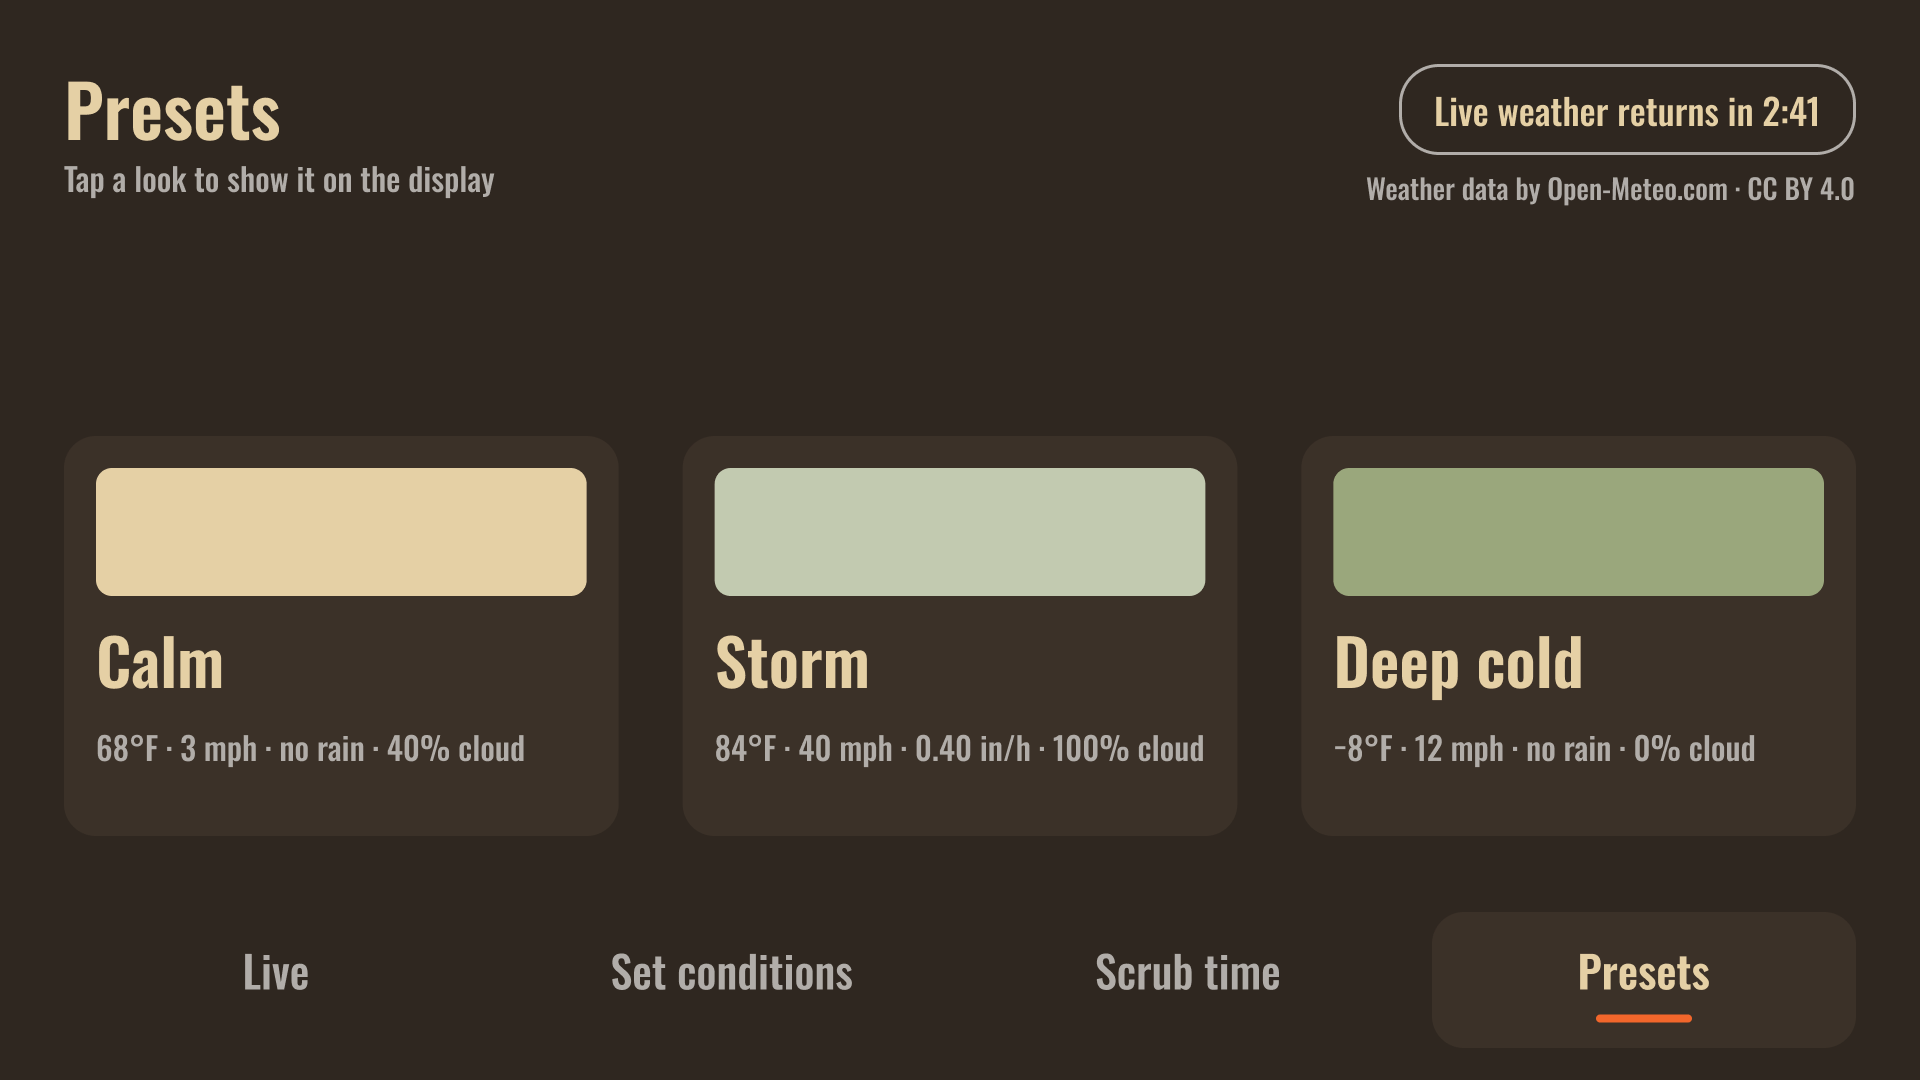 Presets
Tap a look to show it on the display
Live weather returns in 2:41
Weather data by Open-Meteo.com · CC BY 4.0
Calm
68°F · 3 mph · no rain · 40% cloud
Storm
84°F · 40 mph · 0.40 in/h · 100% cloud
Deep cold
−8°F · 12 mph · no rain · 0% cloud
Live
Set conditions
Scrub time
Presets